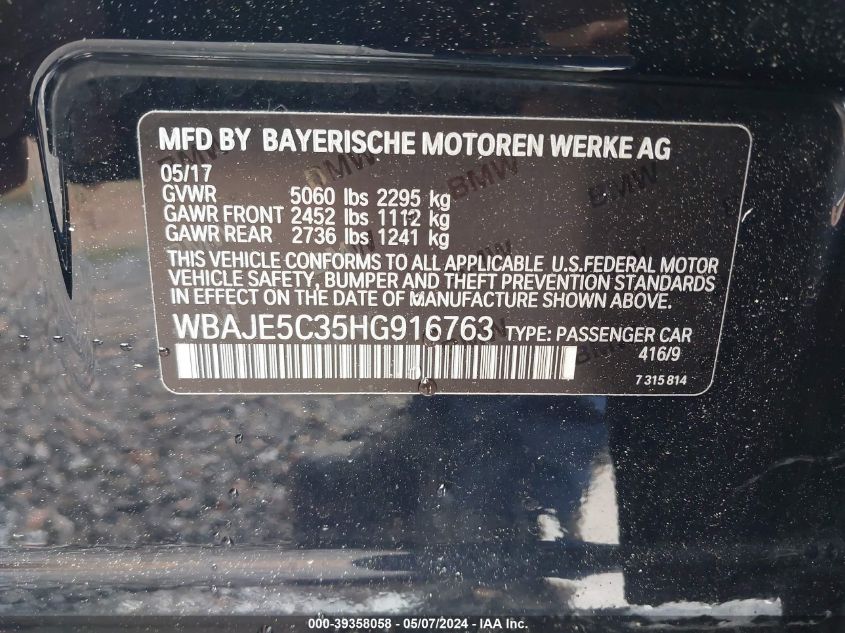 MFD BY BAYERISCHE MOTOREN WERKE AG
05/17
GVWR 5060 lbs 2295 kg
GAWR FRONT 2452 lbs 1112 kg
GAWR REAR 2736 lbs 1241 kg
THIS VEHICLE CONFORMS TO ALL APPLICABLE U.S.FEDERAL MOTOR
VEHICLE SAFETY, BUMPER AND THEFT PREVENTION STANDARDS
IN EFFECT ON THE DATE OF MANUFACTURE SHOWN ABOVE.
WBAJE5C35HG916763 TYPE: PASSENGER CAR
416/9
7 315 814
000-39358058 - 05/07/2024 - © IAA, Inc.